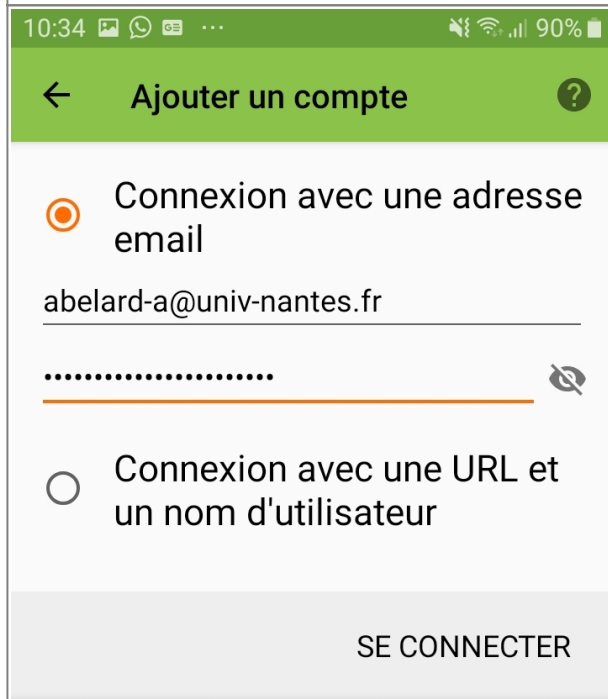 10:34 ... 90%
Ajouter un compte ?
Connexion avec une adresse
email
abelard-a@univ-nantes.fr
•••••••••••••••••••••••
Connexion avec une URL et
un nom d'utilisateur
SE CONNECTER